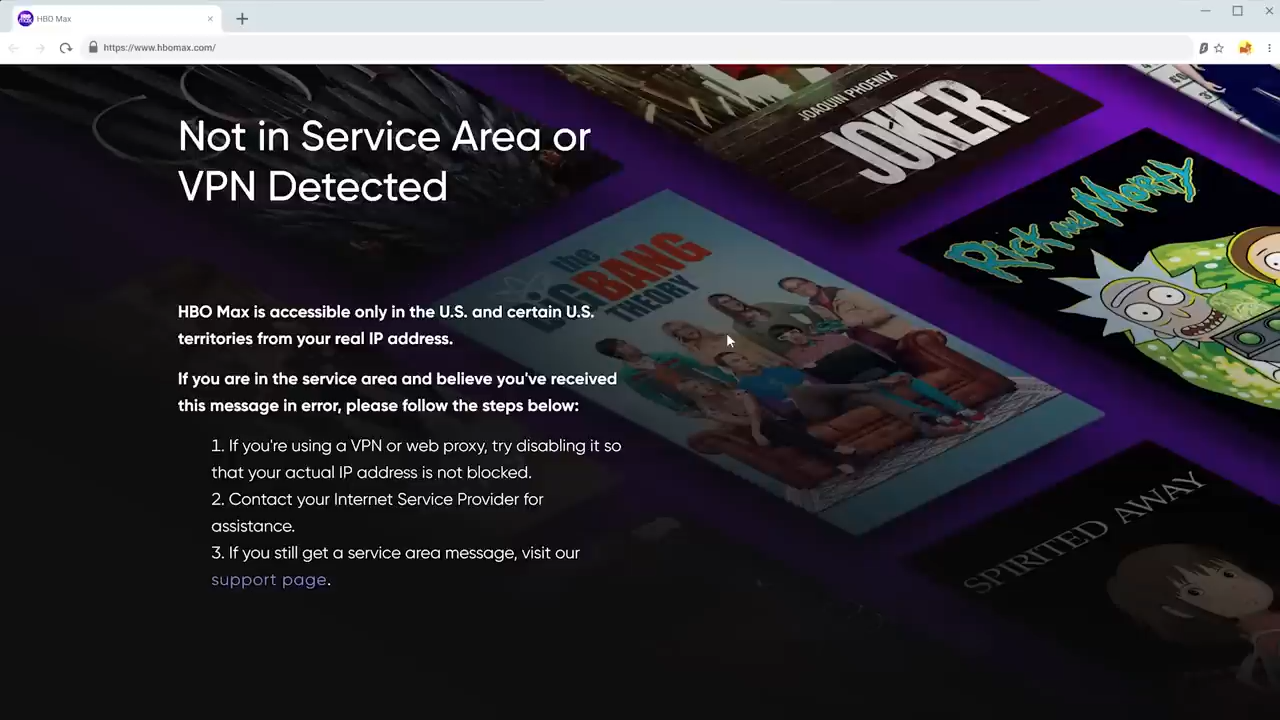 HBO Max
https://www.hbomax.com/
Not in Service Area or
VPN Detected
HBO Max is accessible only in the U.S. and certain U.S.
territories from your real IP address.
If you are in the service area and believe you've received
this message in error, please follow the steps below:
1. If you're using a VPN or web proxy, try disabling it so
that your actual IP address is not blocked.
2. Contact your Internet Service Provider for
assistance.
3. If you still get a service area message, visit our
support page.
JOAQUIN PHOENIX
JOKER
the
BIG BANG
THEORY
RICK AND MORTY
SPIRITED AWAY